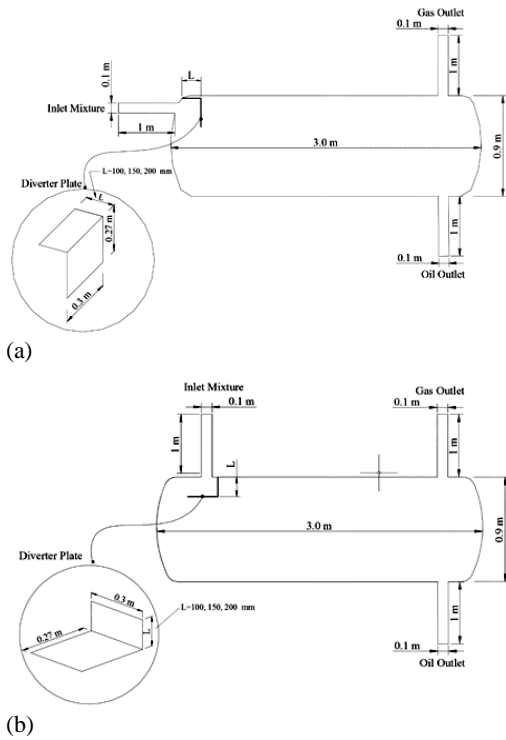 Gas Outlet
0.1 m
1 m
L
0.1 m
Inlet Mixture
1 m
3.0 m
0.9 m
L=100, 150, 200 mm
Diverter Plate
L
0.27 m
0.3 m
1 m
0.1 m
Oil Outlet
(a)
Inlet Mixture
0.1 m
Gas Outlet
0.1 m
1 m
L
1 m
3.0 m
0.9 m
Diverter Plate
0.3 m
0.27 m
L
L=100, 150, 200 mm
1 m
0.1 m
Oil Outlet
(b)